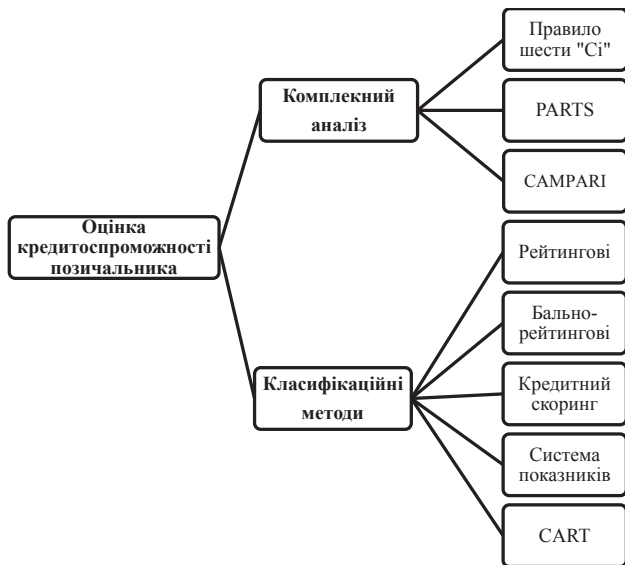 Оцінка
кредитоспроможності
позичальника
Комплекний
аналіз
Правило
шести "Сі"
PARTS
CAMPARI
Класифікаційні
методи
Рейтингові
Бально-
рейтингові
Кредитний
скоринг
Система
показників
CART